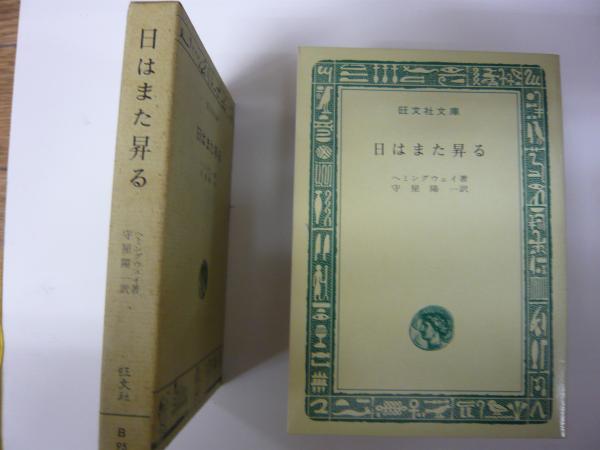 日はまた昇る
ヘミングウェイ著
守屋陽一訳
旺文社
B
旺文社文庫
日はまた昇る
ヘミングウェイ著
守屋陽一訳